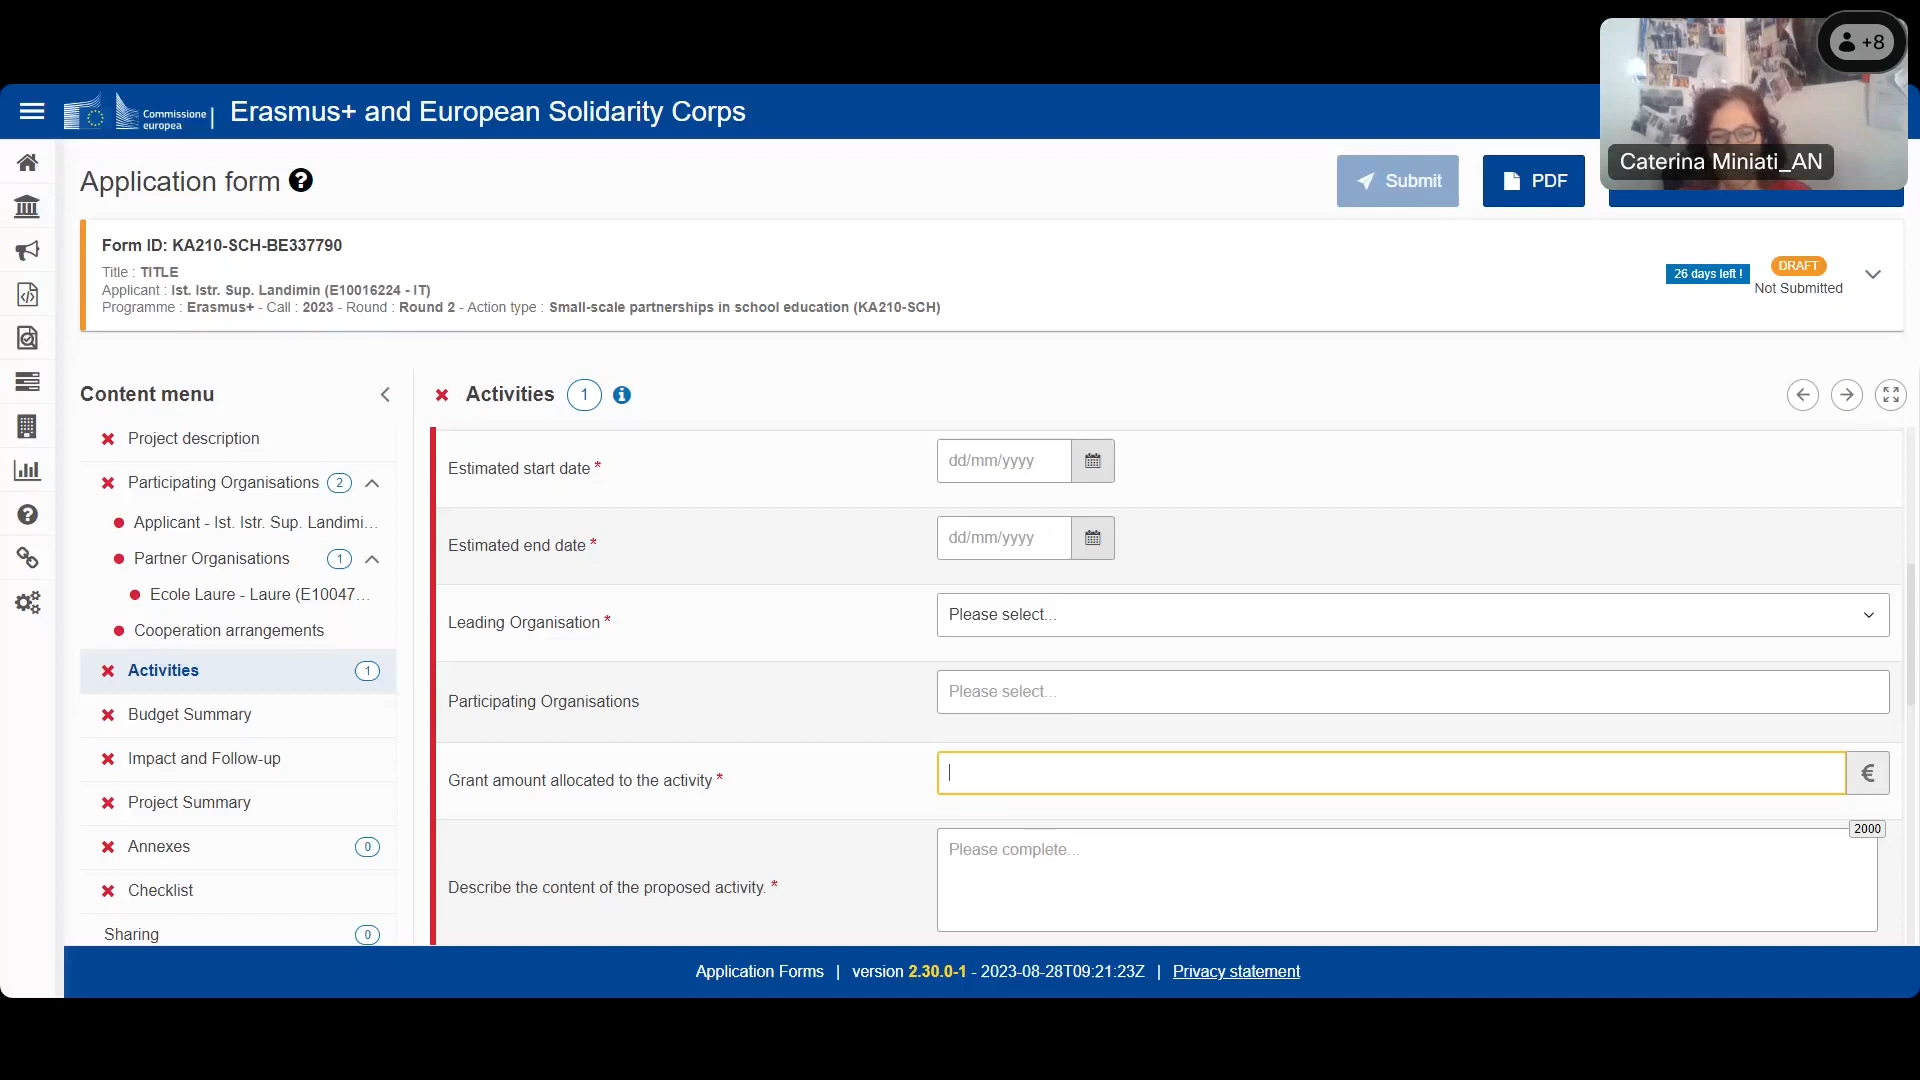 +8
Caterina Miniati_AN
Commissione europea
Erasmus+ and European Solidarity Corps
Application form
Submit
PDF
Form ID: KA210-SCH-BE337790
Title : TITLE
Applicant : Ist. Istr. Sup. Landimin (E10016224 - IT)
Programme : Erasmus+ - Call : 2023 - Round : Round 2 - Action type : Small-scale partnerships in school education (KA210-SCH)
26 days left !
DRAFT
Not Submitted
Content menu
Project description
Participating Organisations 2
Applicant - Ist. Istr. Sup. Landimi...
Partner Organisations 1
Ecole Laure - Laure (E10047...
Cooperation arrangements
Activities 1
Budget Summary
Impact and Follow-up
Project Summary
Annexes 0
Checklist
Sharing 0
Activities 1
Estimated start date * dd/mm/yyyy
Estimated end date * dd/mm/yyyy
Leading Organisation * Please select...
Participating Organisations Please select...
Grant amount allocated to the activity * €
2000
Describe the content of the proposed activity. * Please complete...
Application Forms | version 2.30.0-1 - 2023-08-28T09:21:23Z | Privacy statement